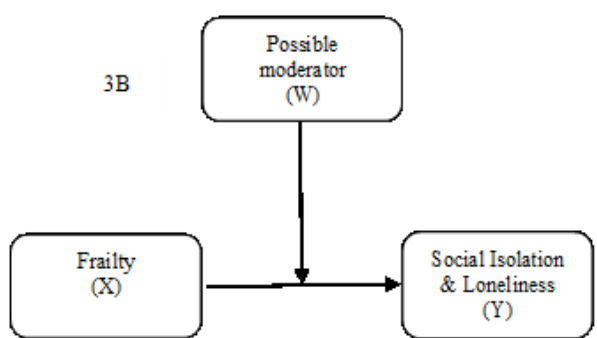 Possible
moderator
(W)
3B
Frailty
(X)
Social Isolation
& Loneliness
(Y)